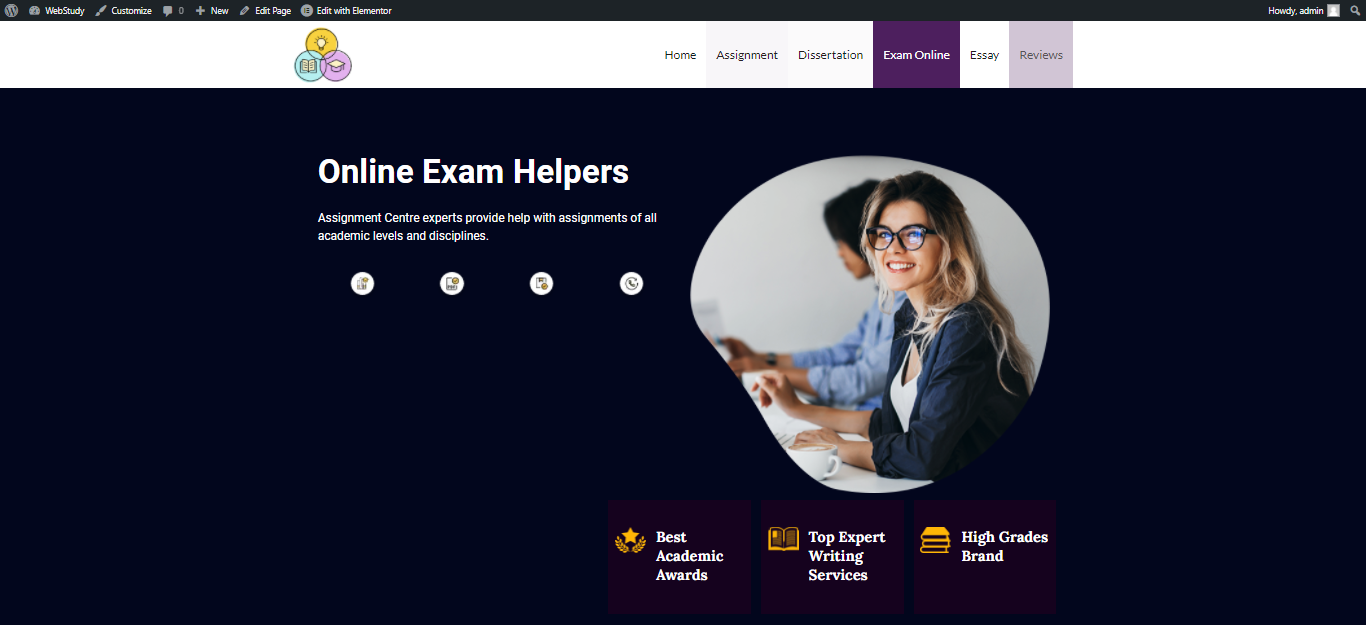 WebStudy Customize 0 New Edit Page Edit with Elementor Howdy, admin
Home Assignment Dissertation Exam Online Essay Reviews
Online Exam Helpers
Assignment Centre experts provide help with assignments of all
academic levels and disciplines.
Best
Academic
Awards
Top Expert
Writing
Services
High Grades
Brand